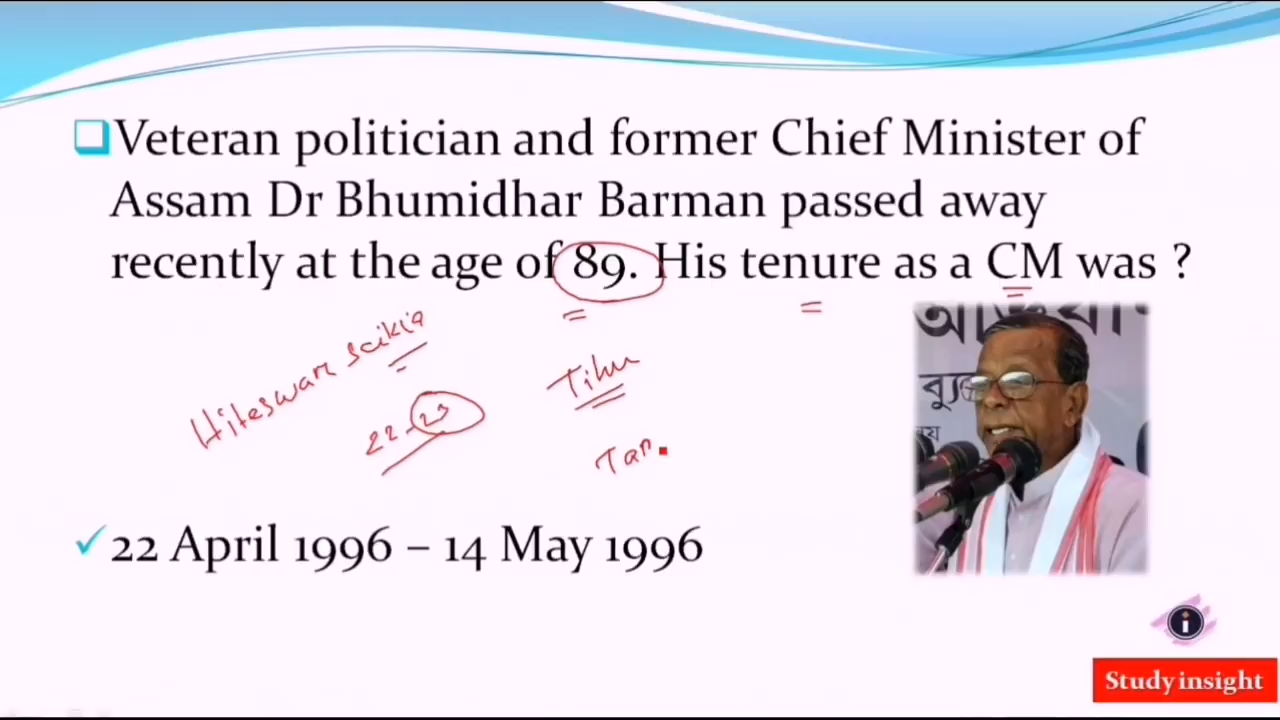 Veteran politician and former Chief Minister of
Assam Dr Bhumidhar Barman passed away
recently at the age of 89. His tenure as a CM was ?
Hiteswar Saikia
22-23
Tihu
Tan
22 April 1996 – 14 May 1996
i
Study insight